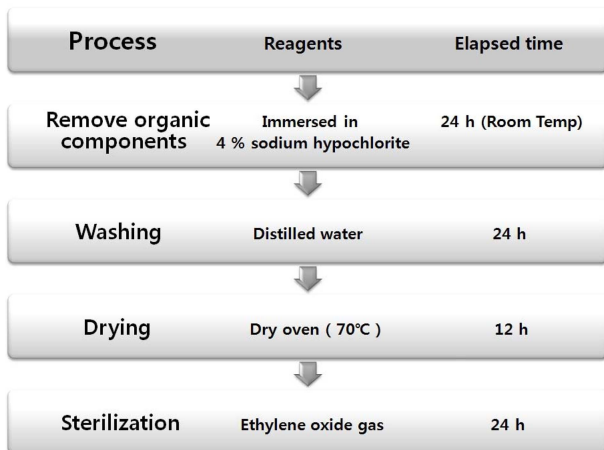 Process Reagents Elapsed time
Remove organic components Immersed in 4 % sodium hypochlorite 24 h (Room Temp)
Washing Distilled water 24 h
Drying Dry oven ( 70℃ ) 12 h
Sterilization Ethylene oxide gas 24 h